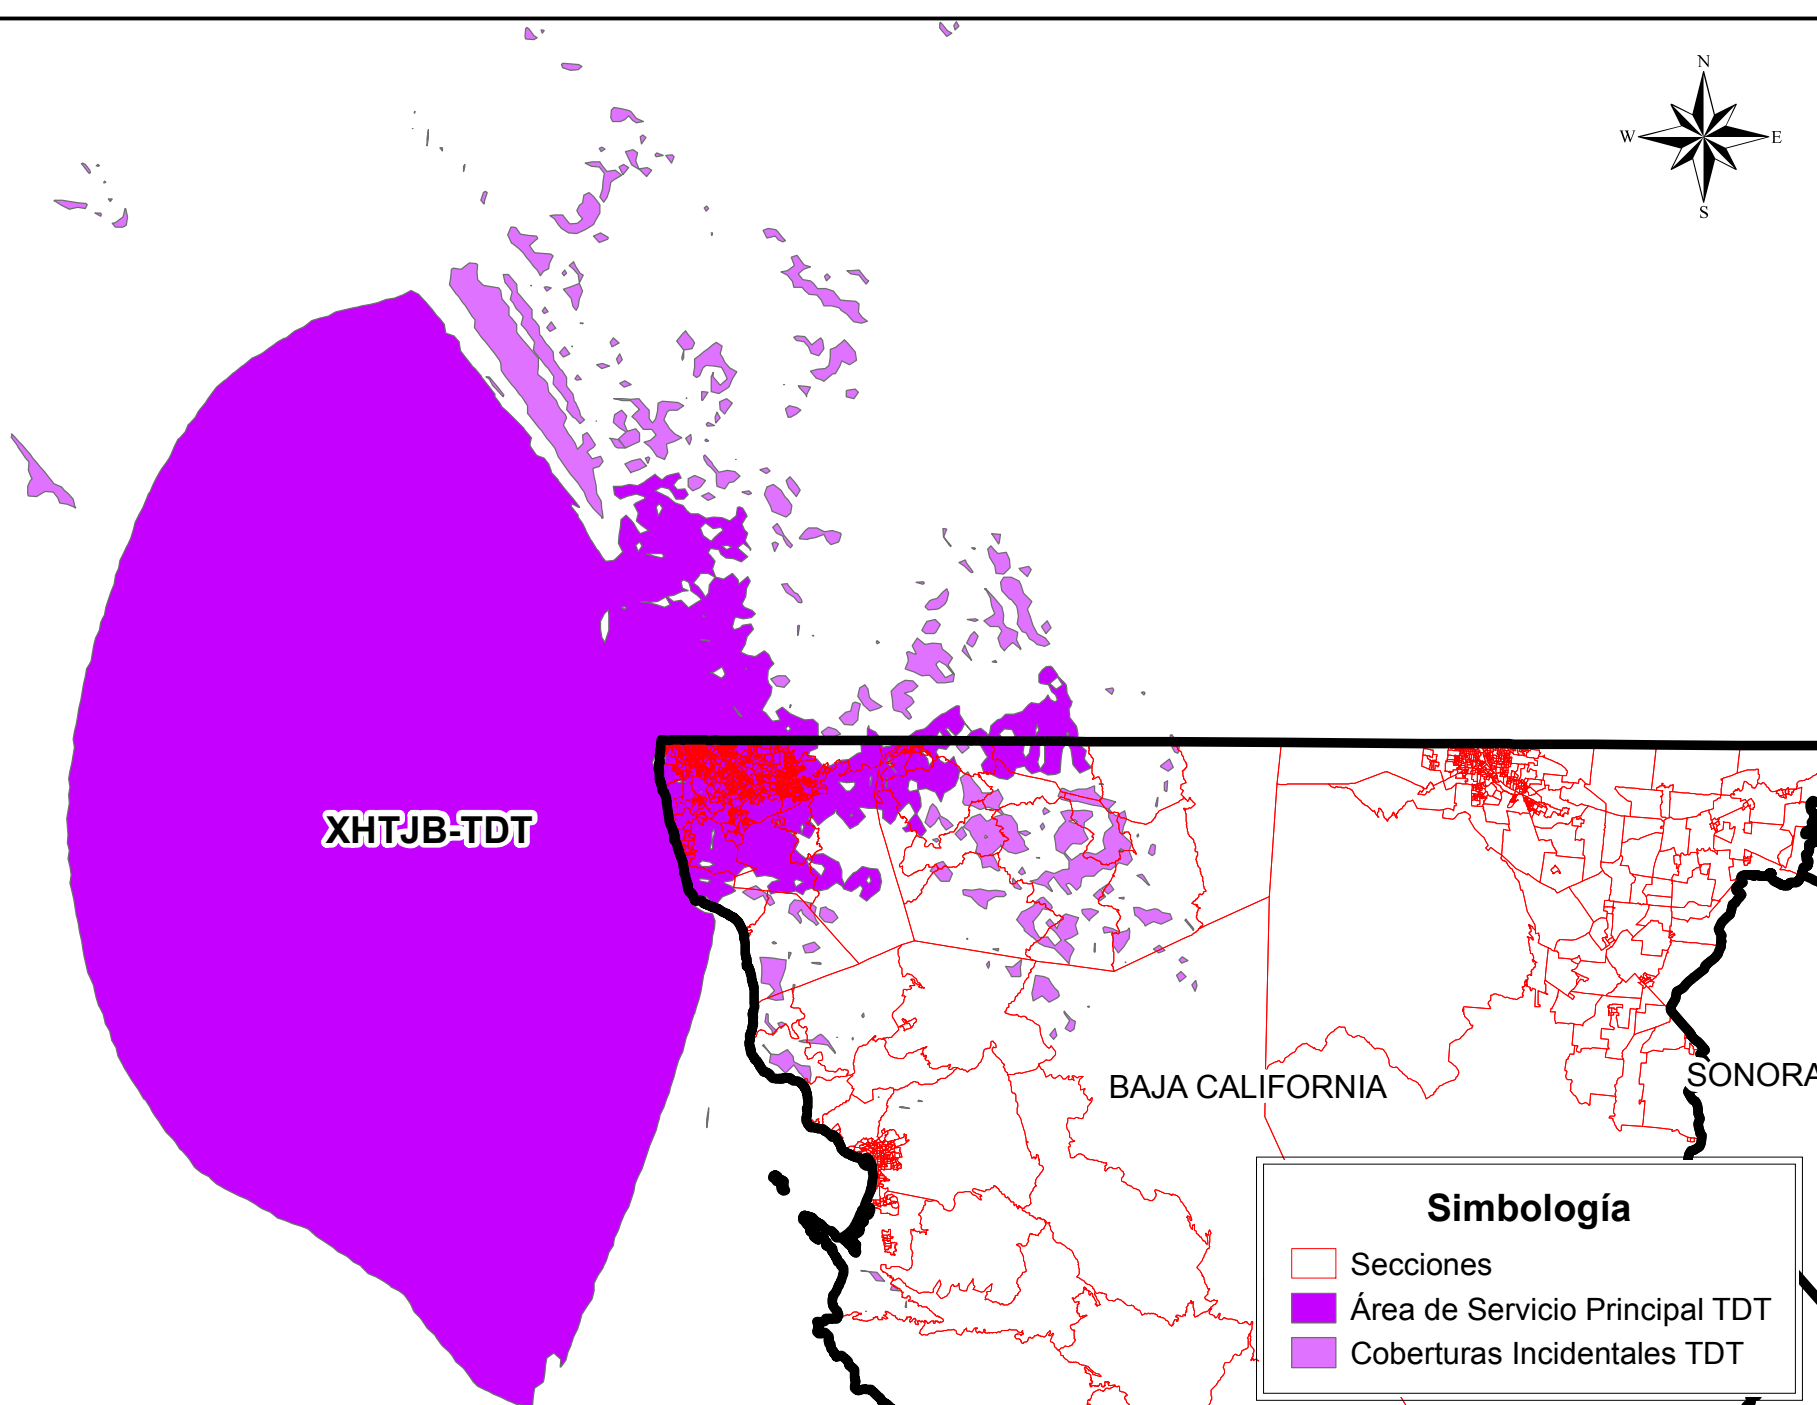 N
W
E
S
XHTJB-TDT
BAJA CALIFORNIA
SONORA
Simbología
Secciones
Área de Servicio Principal TDT
Coberturas Incidentales TDT